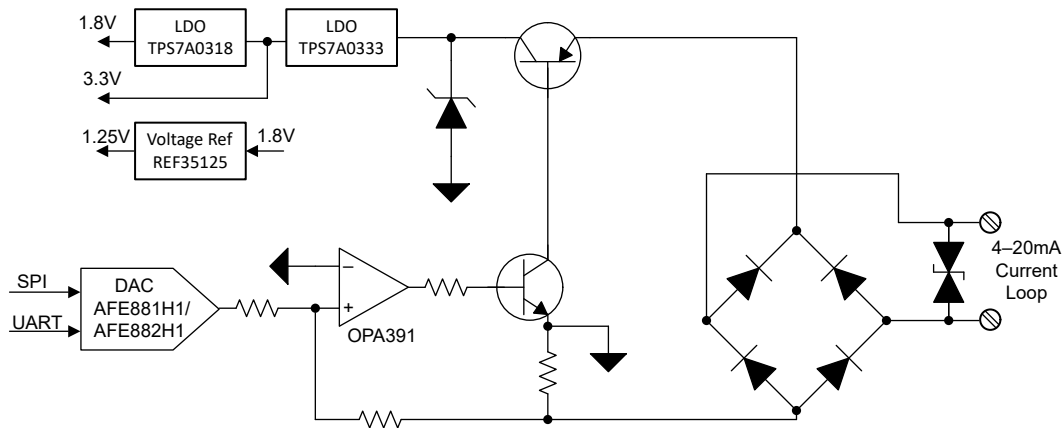 1.8V
LDO
TPS7A0318
LDO
TPS7A0333
3.3V
1.25V
Voltage Ref
REF35125
1.8V
SPI
UART
DAC
AFE881H1/
AFE882H1
−
+
OPA391
4–20mA
Current
Loop